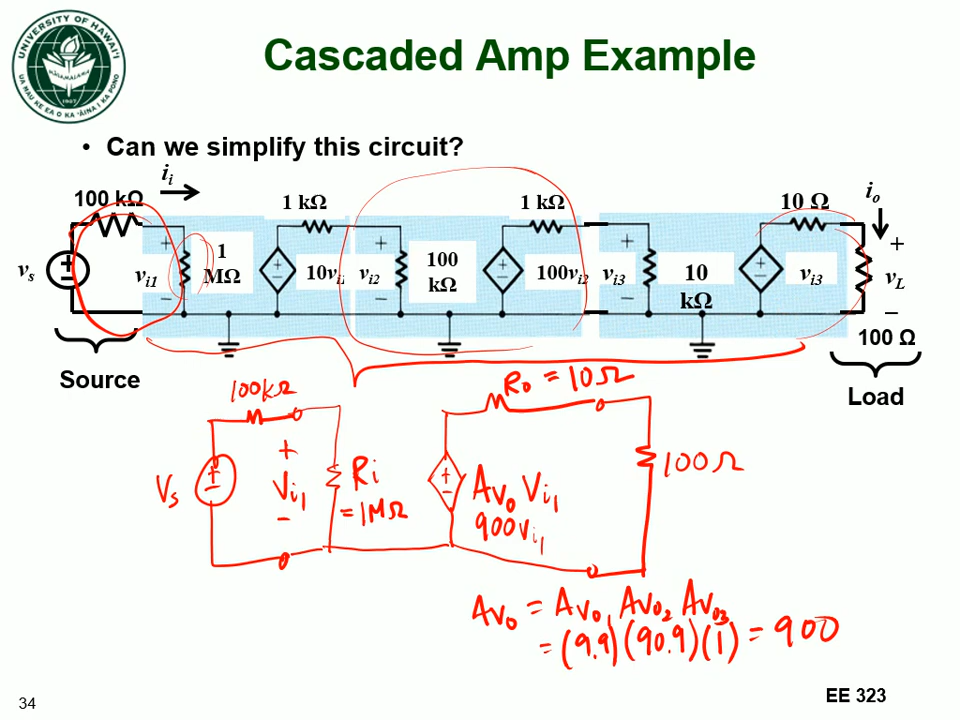 UNIVERSITY OF HAWAI'I
1907
UA MAU KE EA O KA ʻĀINA I KA PONO
Cascaded Amp Example
• Can we simplify this circuit?
100 kΩ
i_i
1 kΩ
1 kΩ
10 Ω
i_o
v_s
+
v_i1
−
1 MΩ
10v_i1
+
v_i2
−
100 kΩ
100v_i2
+
v_i3
−
10 kΩ
v_i3
+
v_L
−
100 Ω
Source
Load
100kΩ
R_o = 10Ω
V_s
+
V_i1
-
R_i
= 1MΩ
A_vo V_i1
900V_i1
100Ω
A_vo = A_vo1 A_vo2 A_vo3
= (9.9)(90.9)(1) = 900
34
EE 323